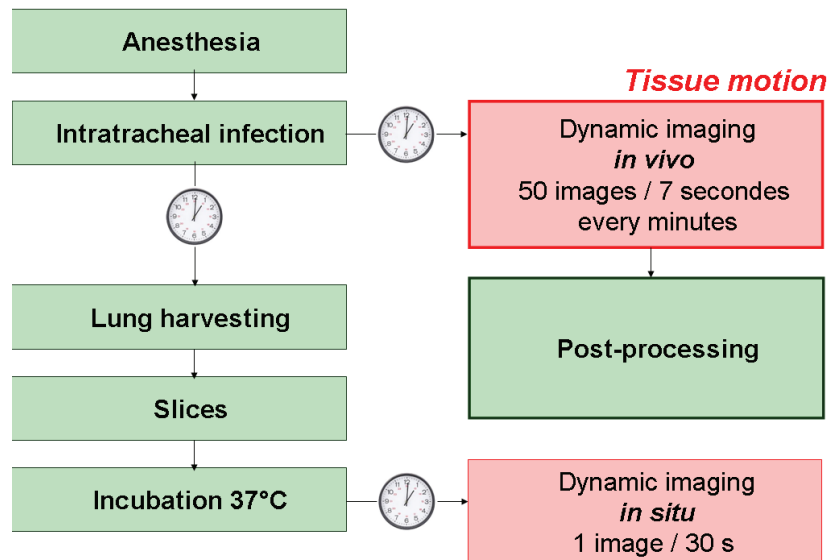 Anesthesia
Tissue motion
Intratracheal infection
Dynamic imaging
in vivo
50 images / 7 secondes
every minutes
Lung harvesting
Post-processing
Slices
Incubation 37°C
Dynamic imaging
in situ
1 image / 30 s